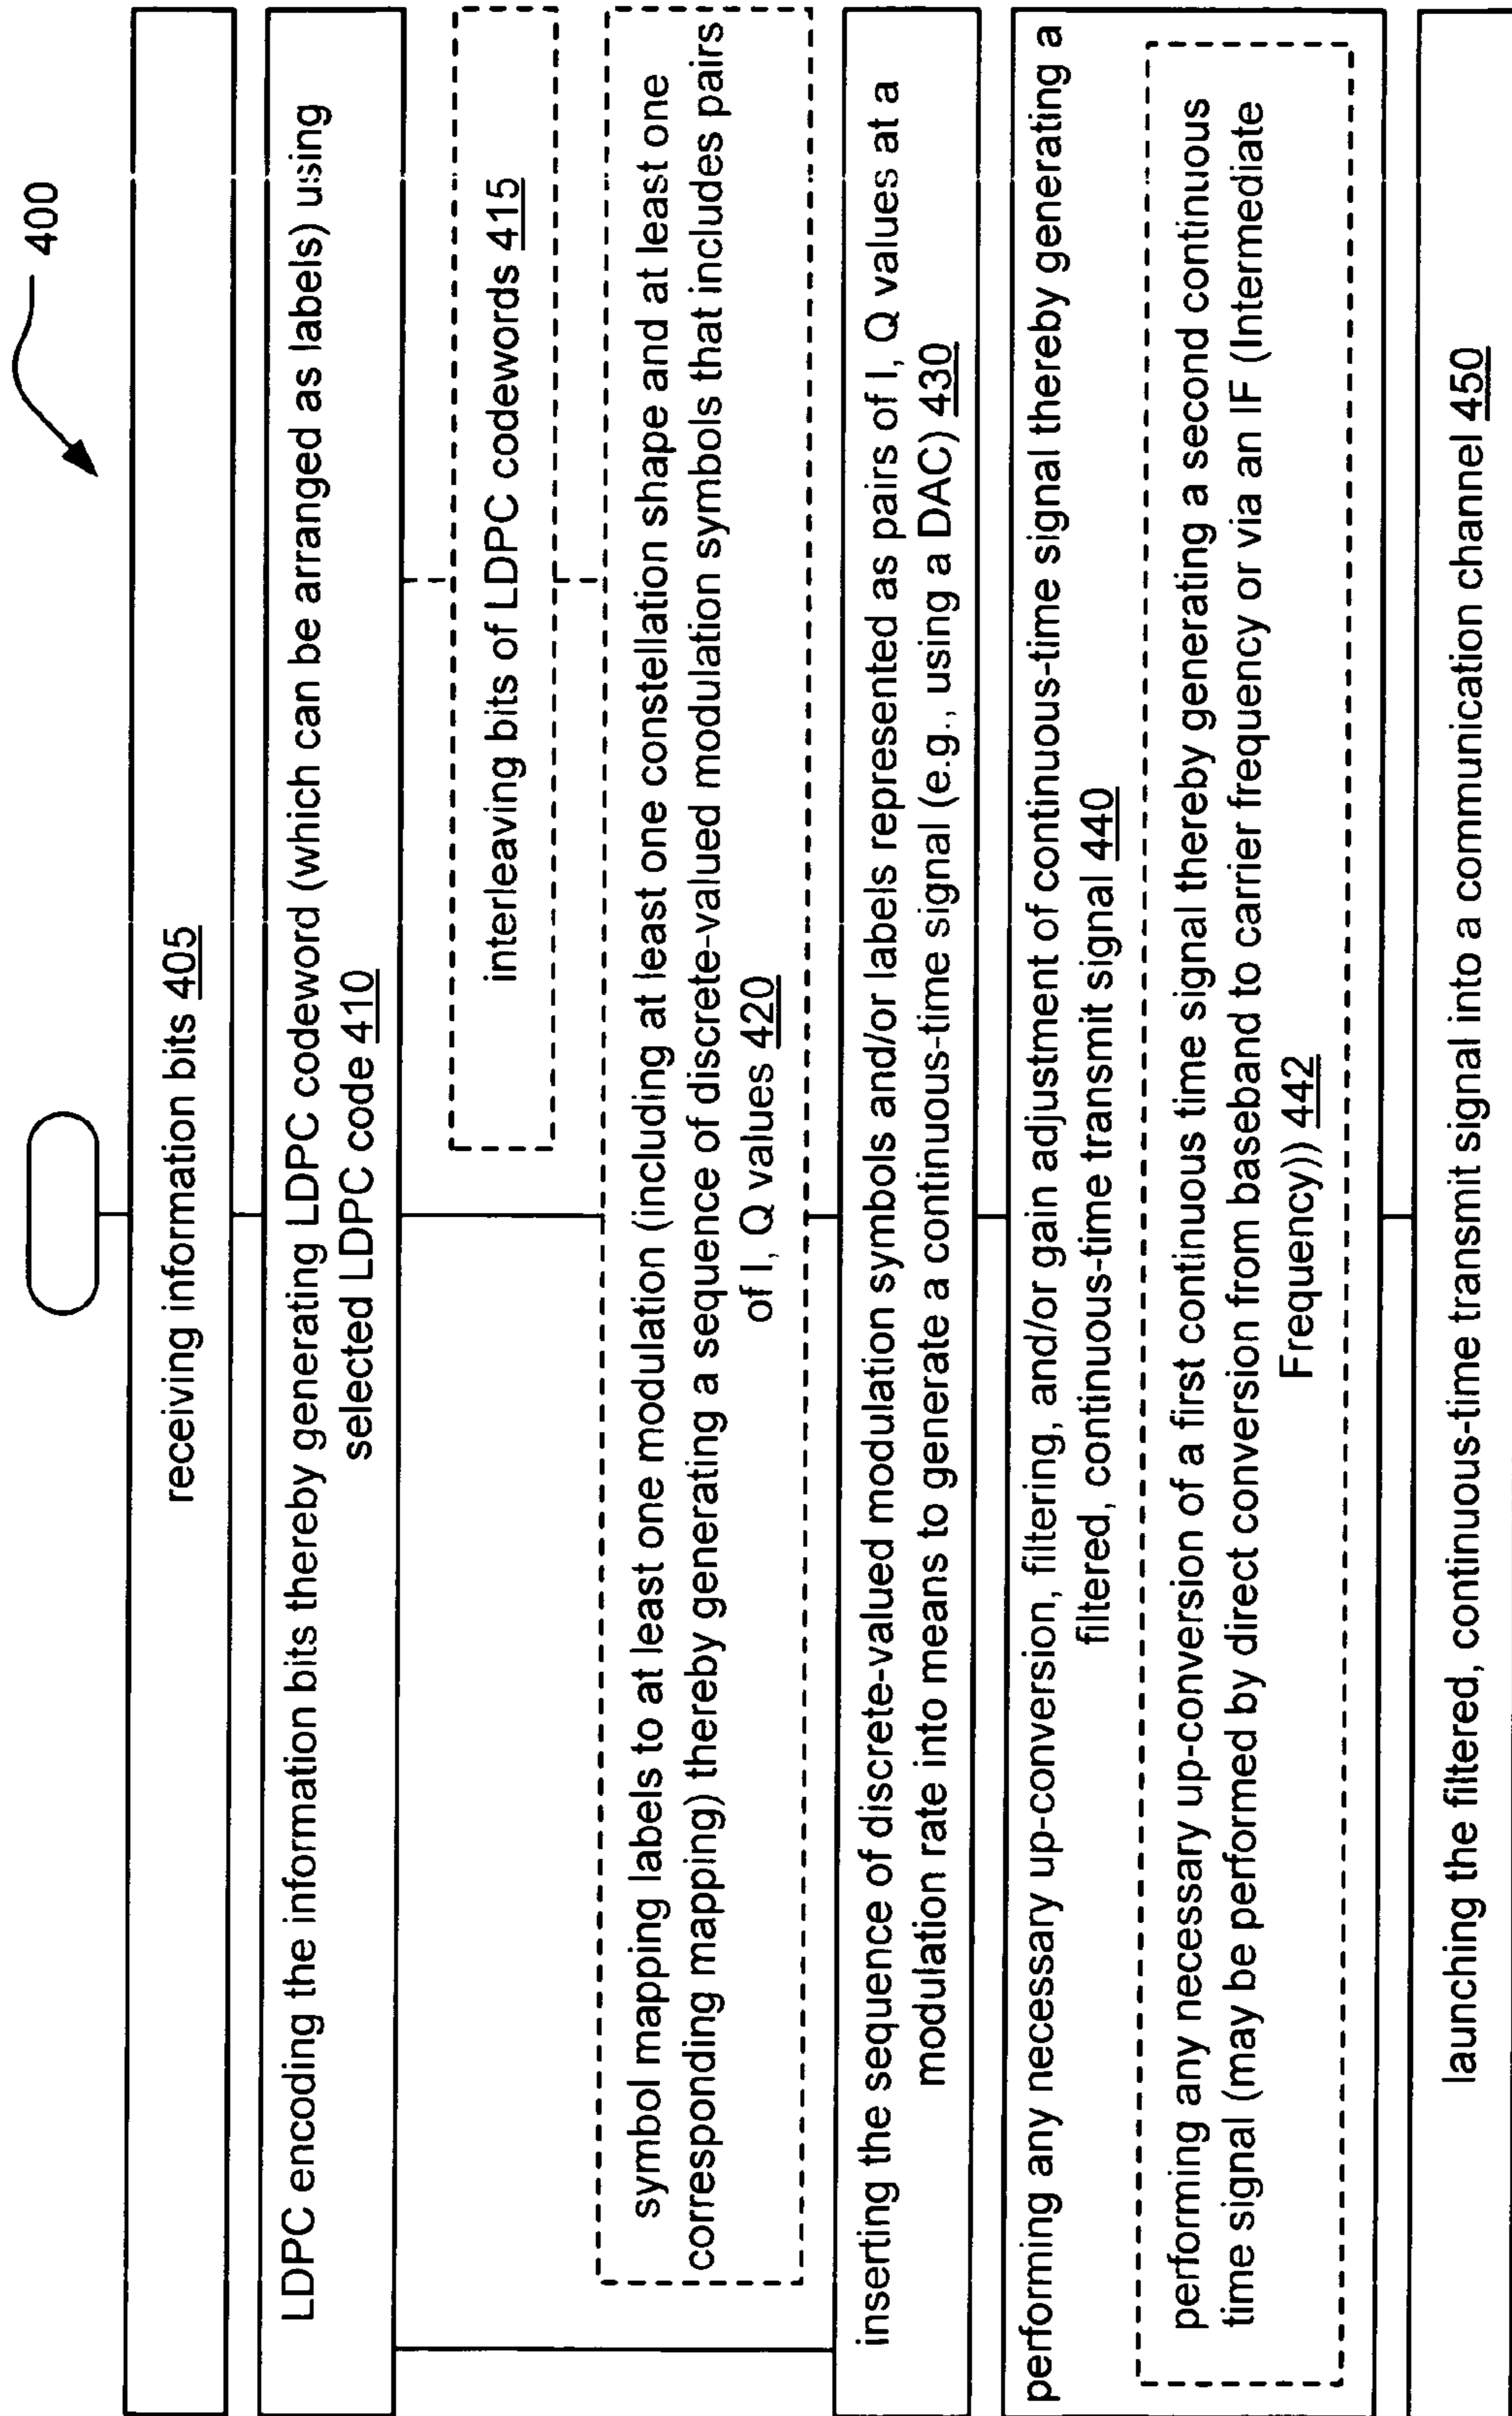 400
receiving information bits 405
LDPC encoding the information bits thereby generating LDPC codeword (which can be arranged as labels) using
selected LDPC code 410
interleaving bits of LDPC codewords 415
symbol mapping labels to at least one modulation (including at least one constellation shape and at least one
corresponding mapping) thereby generating a sequence of discrete-valued modulation symbols that includes pairs
of I, Q values 420
inserting the sequence of discrete-valued modulation symbols and/or labels represented as pairs of I, Q values at a
modulation rate into means to generate a continuous-time signal (e.g., using a DAC) 430
performing any necessary up-conversion, filtering, and/or gain adjustment of continuous-time signal thereby generating a
filtered, continuous-time transmit signal 440
performing any necessary up-conversion of a first continuous time signal thereby generating a second continuous
time signal (may be performed by direct conversion from baseband to carrier frequency or via an IF (Intermediate
Frequency)) 442
launching the filtered, continuous-time transmit signal into a communication channel 450